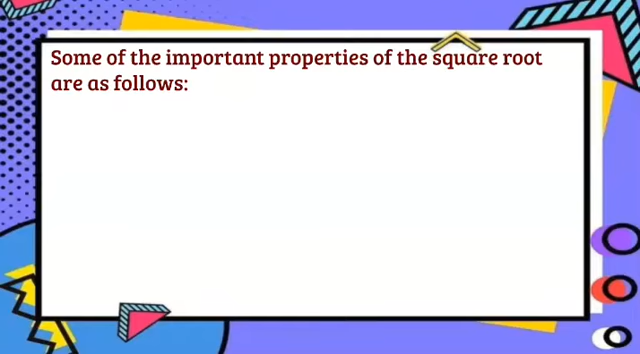 Some of the important properties of the square root
are as follows: